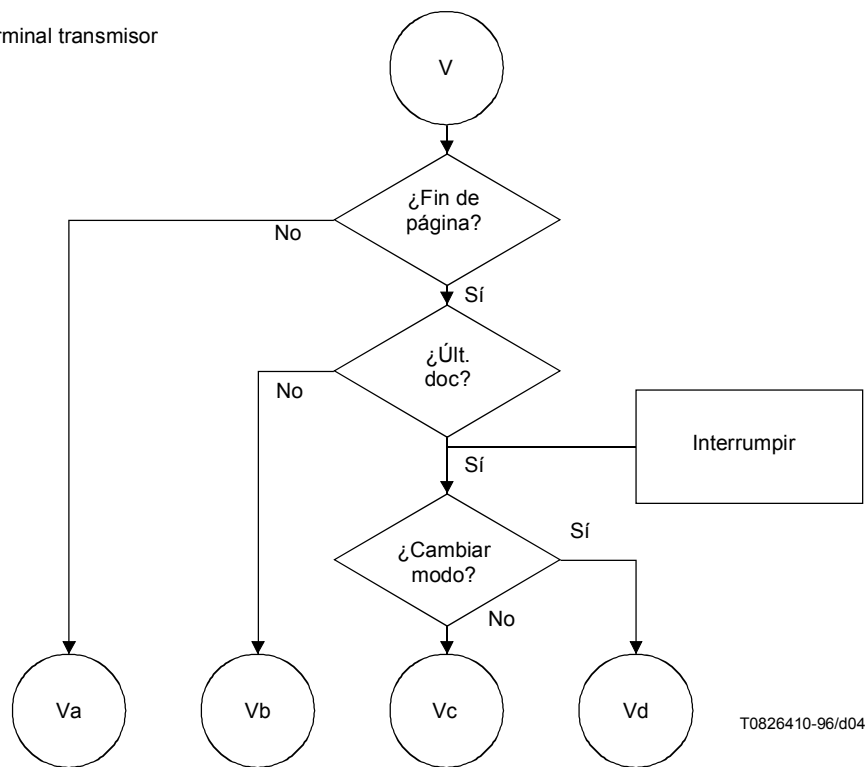 rminal transmisor
V
¿Fin de
página?
No
Sí
¿Últ.
doc?
No
Interrumpir
Sí
Sí
¿Cambiar
modo?
No
Va
Vb
Vc
Vd
T0826410-96/d04